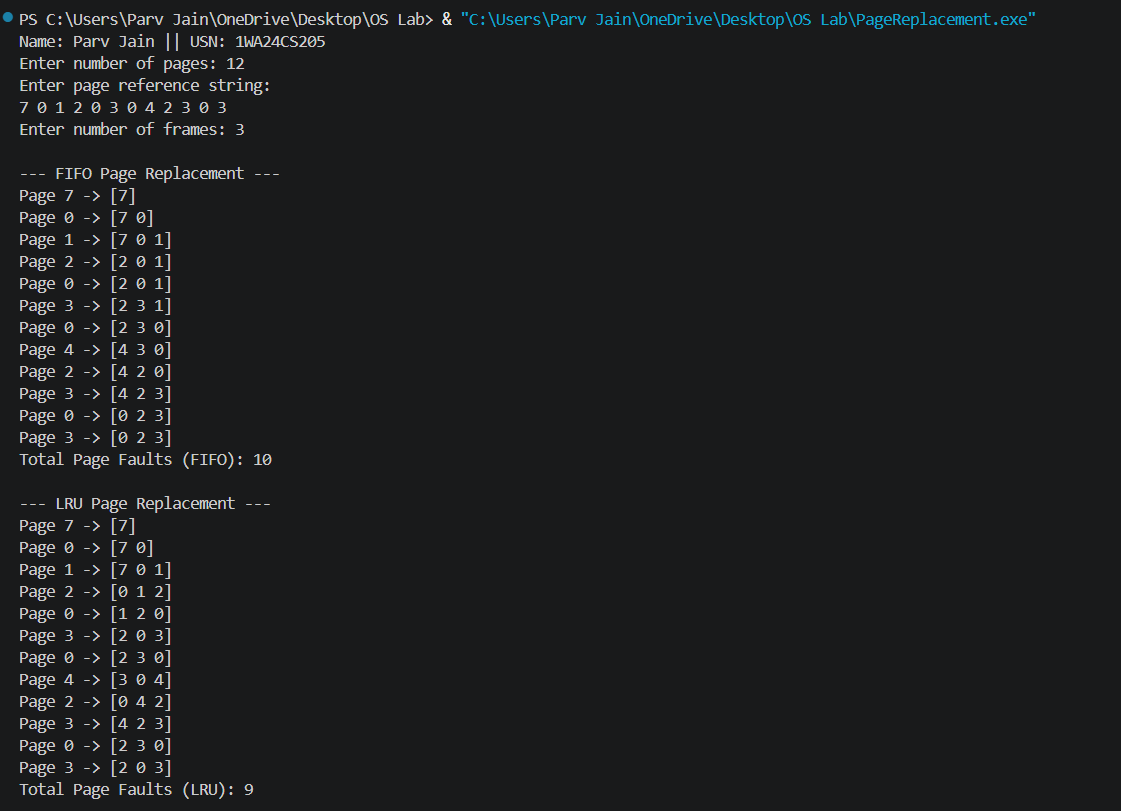 PS C:\Users\Parv Jain\OneDrive\Desktop\OS Lab> & "C:\Users\Parv Jain\OneDrive\Desktop\OS Lab\PageReplacement.exe"
Name: Parv Jain || USN: 1WA24CS205
Enter number of pages: 12
Enter page reference string:
7 0 1 2 0 3 0 4 2 3 0 3
Enter number of frames: 3
--- FIFO Page Replacement ---
Page 7 -> [7]
Page 0 -> [7 0]
Page 1 -> [7 0 1]
Page 2 -> [2 0 1]
Page 0 -> [2 0 1]
Page 3 -> [2 3 1]
Page 0 -> [2 3 0]
Page 4 -> [4 3 0]
Page 2 -> [4 2 0]
Page 3 -> [4 2 3]
Page 0 -> [0 2 3]
Page 3 -> [0 2 3]
Total Page Faults (FIFO): 10
--- LRU Page Replacement ---
Page 7 -> [7]
Page 0 -> [7 0]
Page 1 -> [7 0 1]
Page 2 -> [0 1 2]
Page 0 -> [1 2 0]
Page 3 -> [2 0 3]
Page 0 -> [2 3 0]
Page 4 -> [3 0 4]
Page 2 -> [0 4 2]
Page 3 -> [4 2 3]
Page 0 -> [2 3 0]
Page 3 -> [2 0 3]
Total Page Faults (LRU): 9